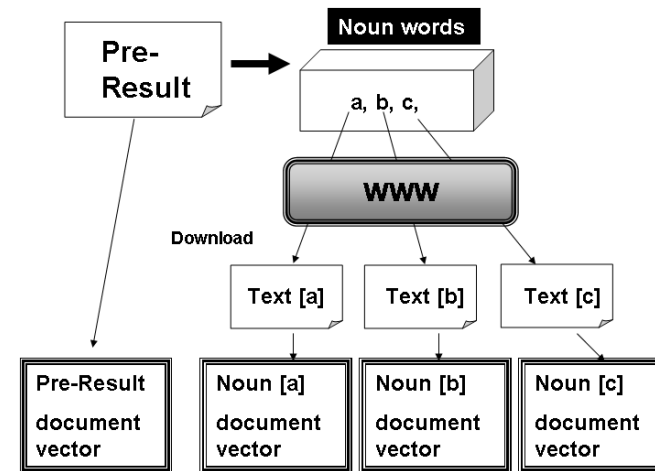 Noun words
Pre-
Result
a, b, c,
WWW
Download
Text [a]
Text [b]
Text [c]
Pre-Result
document
vector
Noun [a]
document
vector
Noun [b]
document
vector
Noun [c]
document
vector